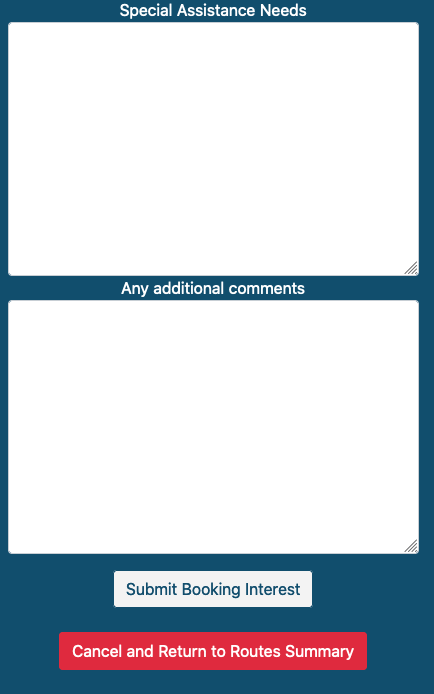 Special Assistance Needs
Any additional comments
Submit Booking Interest
Cancel and Return to Routes Summary